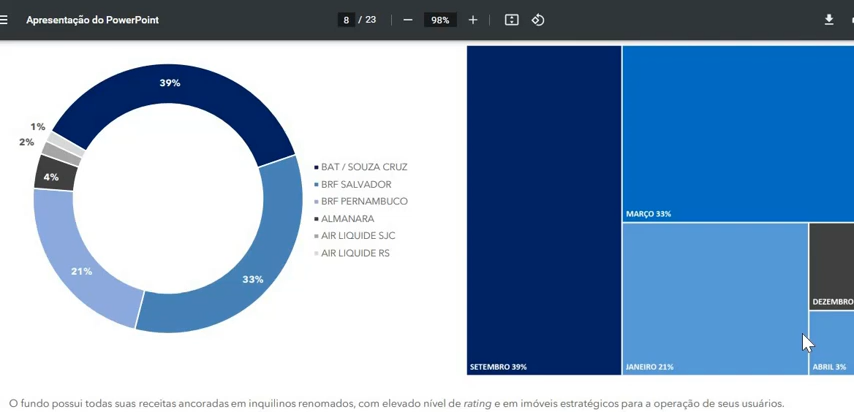 Apresentação do PowerPoint
8 / 23
98%
39%
1%
2%
4%
21%
33%
BAT / SOUZA CRUZ
BRF SALVADOR
BRF PERNAMBUCO
ALMANARA
AIR LIQUIDE SJC
AIR LIQUIDE RS
MARÇO 33%
DEZEMBRO
SETEMBRO 39%
JANEIRO 21%
ABRIL 3%
O fundo possui todas suas receitas ancoradas em inquilinos renomados, com elevado nível de rating e em imóveis estratégicos para a operação de seus usuários.